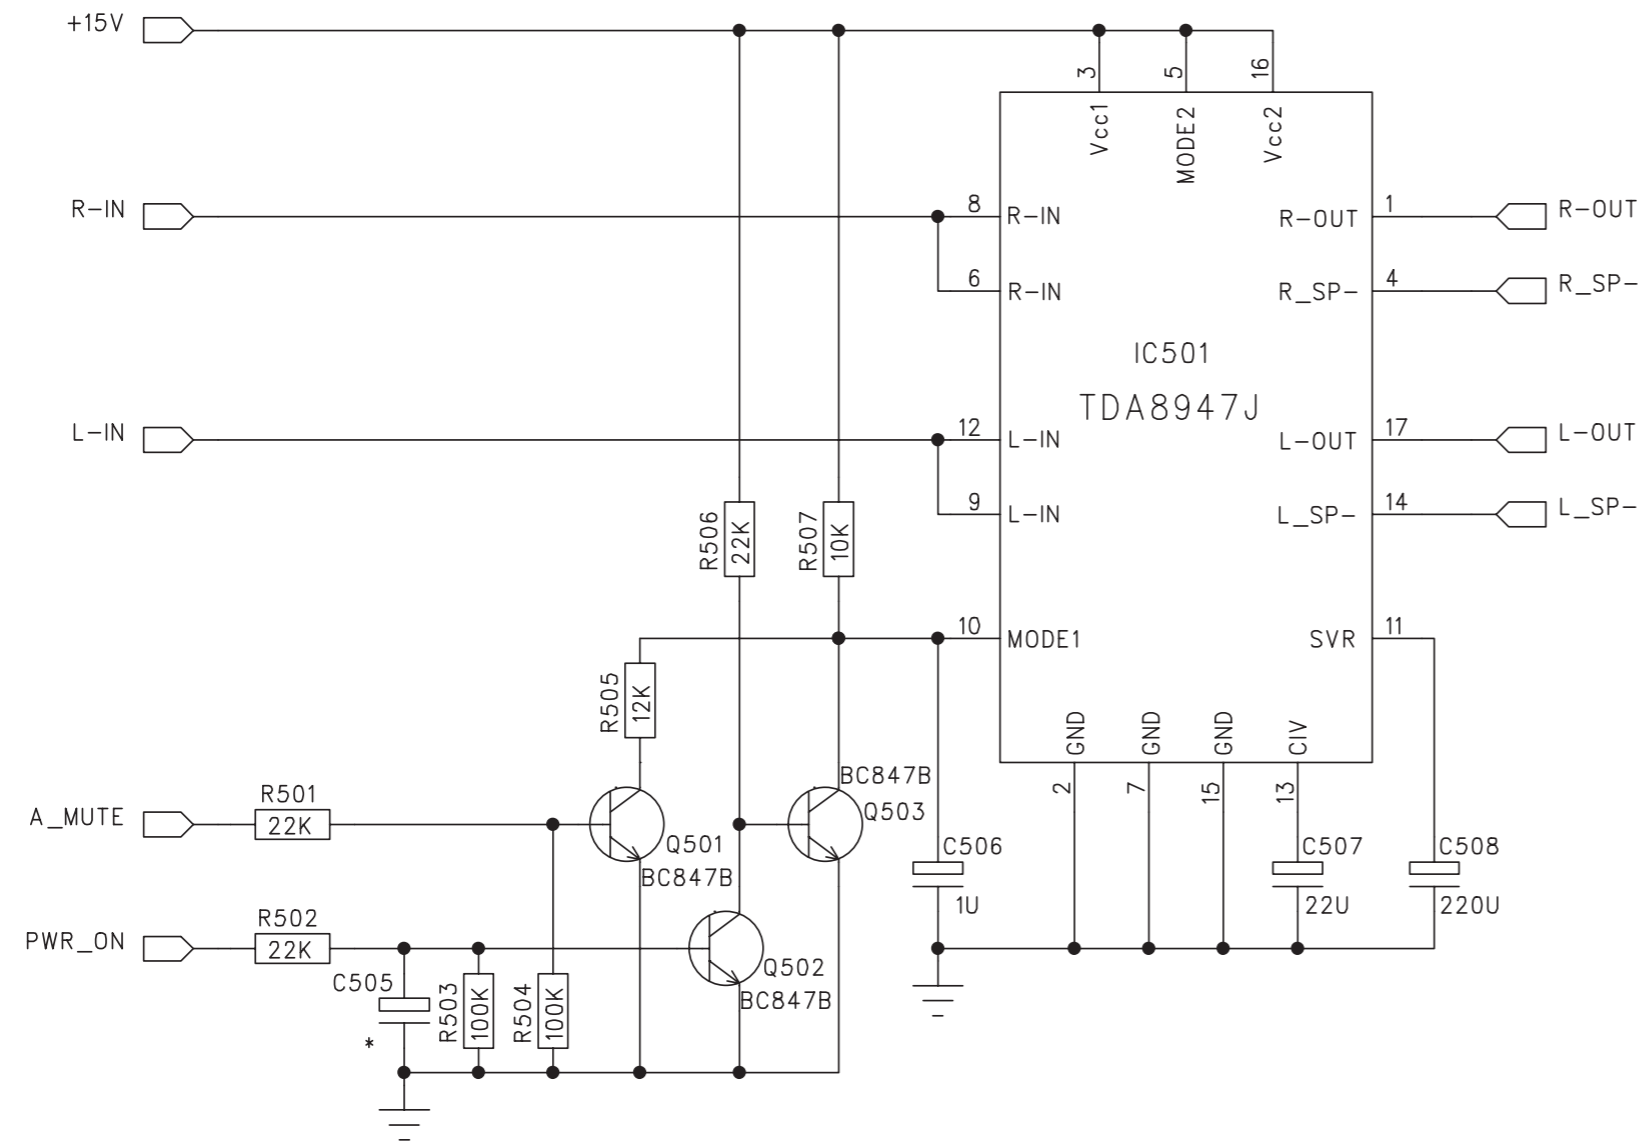 +15V
3
5
16
Vcc1
MODE2
Vcc2
R-IN
8
R-IN
R-OUT
1
R-OUT
6
R-IN
R_SP-
4
R_SP-
IC501
TDA8947J
L-IN
12
L-IN
L-OUT
17
L-OUT
9
L-IN
L_SP-
14
L_SP-
R506
22K
R507
10K
10
MODE1
SVR
11
R505
12K
GND
GND
GND
CIV
2
7
15
13
A_MUTE
R501
22K
Q501
BC847B
BC847B
Q503
C506
1U
C507
22U
C508
220U
PWR_ON
R502
22K
C505
*
R503
100K
R504
100K
Q502
BC847B